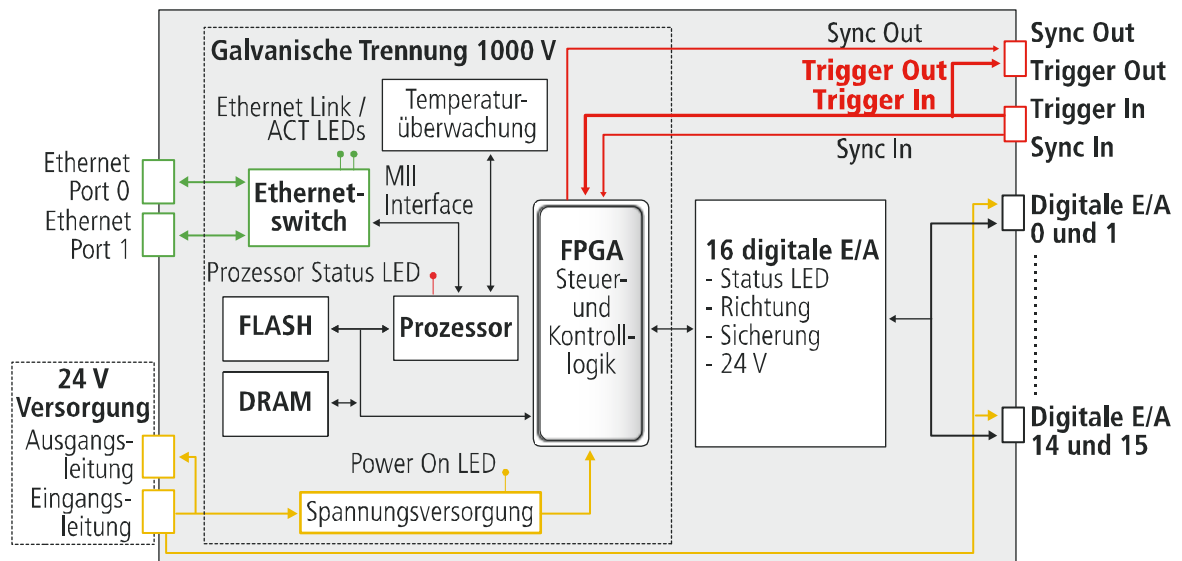 Galvanische Trennung 1000 V
Sync Out
Trigger Out
Trigger In
Sync In
Sync Out
Trigger Out
Trigger In
Sync In
Ethernet Link /
ACT LEDs
Temperatur-
überwachung
Ethernet
Port 0
Ethernet
Port 1
Ethernet-
switch
MII
Interface
Prozessor Status LED
FLASH
Prozessor
DRAM
FPGA
Steuer-
und
Kontroll-
logik
16 digitale E/A
- Status LED
- Richtung
- Sicherung
- 24 V
Digitale E/A
0 und 1
Digitale E/A
14 und 15
24 V
Versorgung
Ausgangs-
leitung
Eingangs-
leitung
Power On LED
Spannungsversorgung